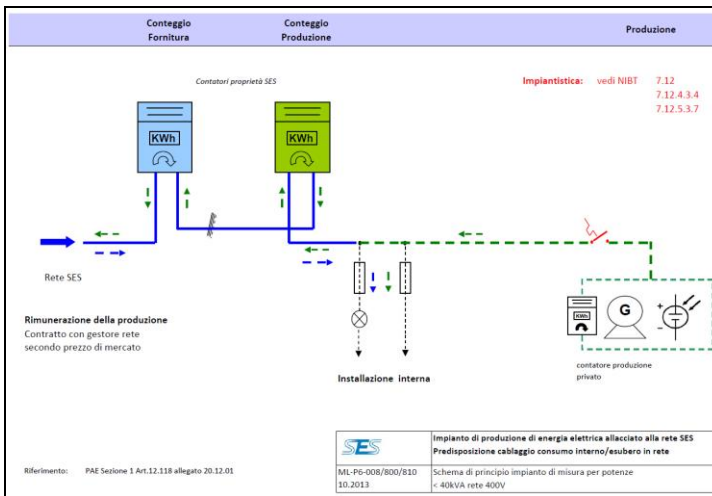 Conteggio
Fornitura
Conteggio
Produzione
Produzione
Contatori proprietà SES
Impiantistica: vedi NIBT 7.12
7.12.4.3.4
7.12.5.3.7
KWh
KWh
Rete SES
Rimunerazione della produzione
Contratto con gestore rete
secondo prezzo di mercato
KWh
G
+
–
contatore produzione
privato
Installazione interna
SES
Impianto di produzione di energia elettrica allacciato alla rete SES
Predisposizione cablaggio consumo interno/esubero in rete
Riferimento: PAE Sezione 1 Art.12.118 allegato 20.12.01
ML-P6-008/800/810
10.2013
Schema di principio impianto di misura per potenze
< 40kVA rete 400V